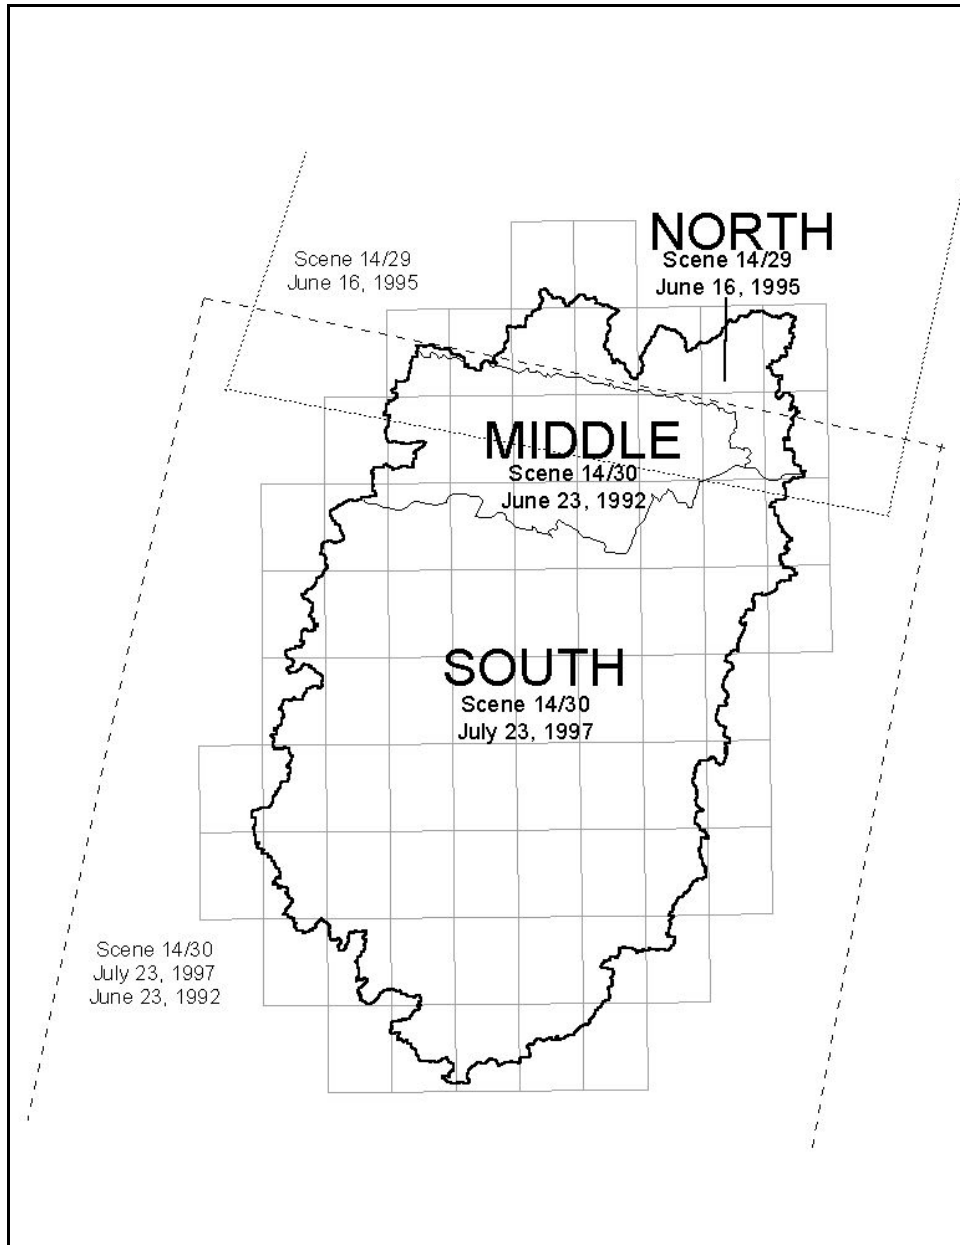 NORTH
Scene 14/29
June 16, 1995
Scene 14/29
June 16, 1995
MIDDLE
Scene 14/30
June 23, 1992
SOUTH
Scene 14/30
July 23, 1997
Scene 14/30
July 23, 1997
June 23, 1992